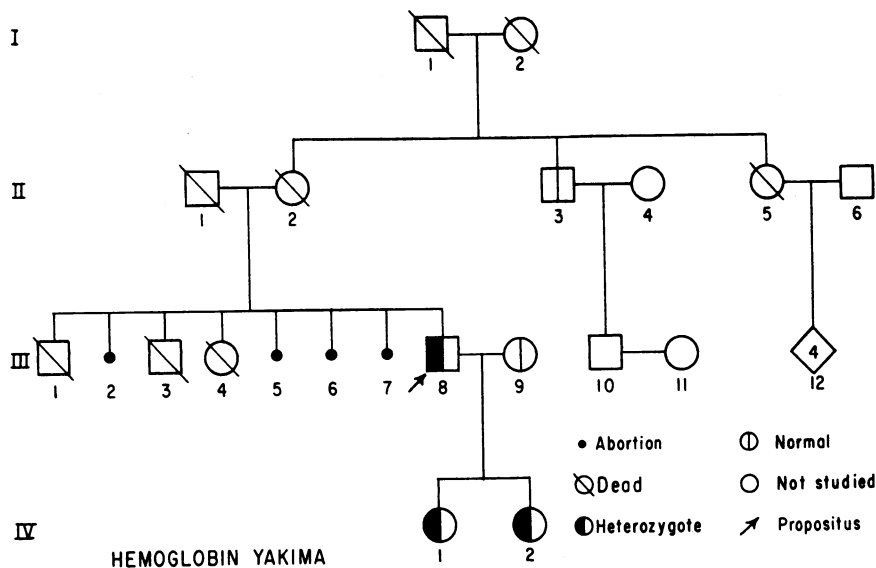 I
1 2
II
1 2 3 4 5 6
III
1 2 3 4 5 6 7 8 9 10 11 12
4
Abortion Normal
Dead Not studied
Heterozygote Propositus
IV
1 2
HEMOGLOBIN YAKIMA